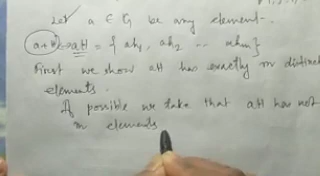 Let a ∈ G be any element.
a+H → aH = { ah₁, ah₂ .. ahₘ}
First we show aH has exactly m distinct
elements.
If possible we take that aH has not
m elements